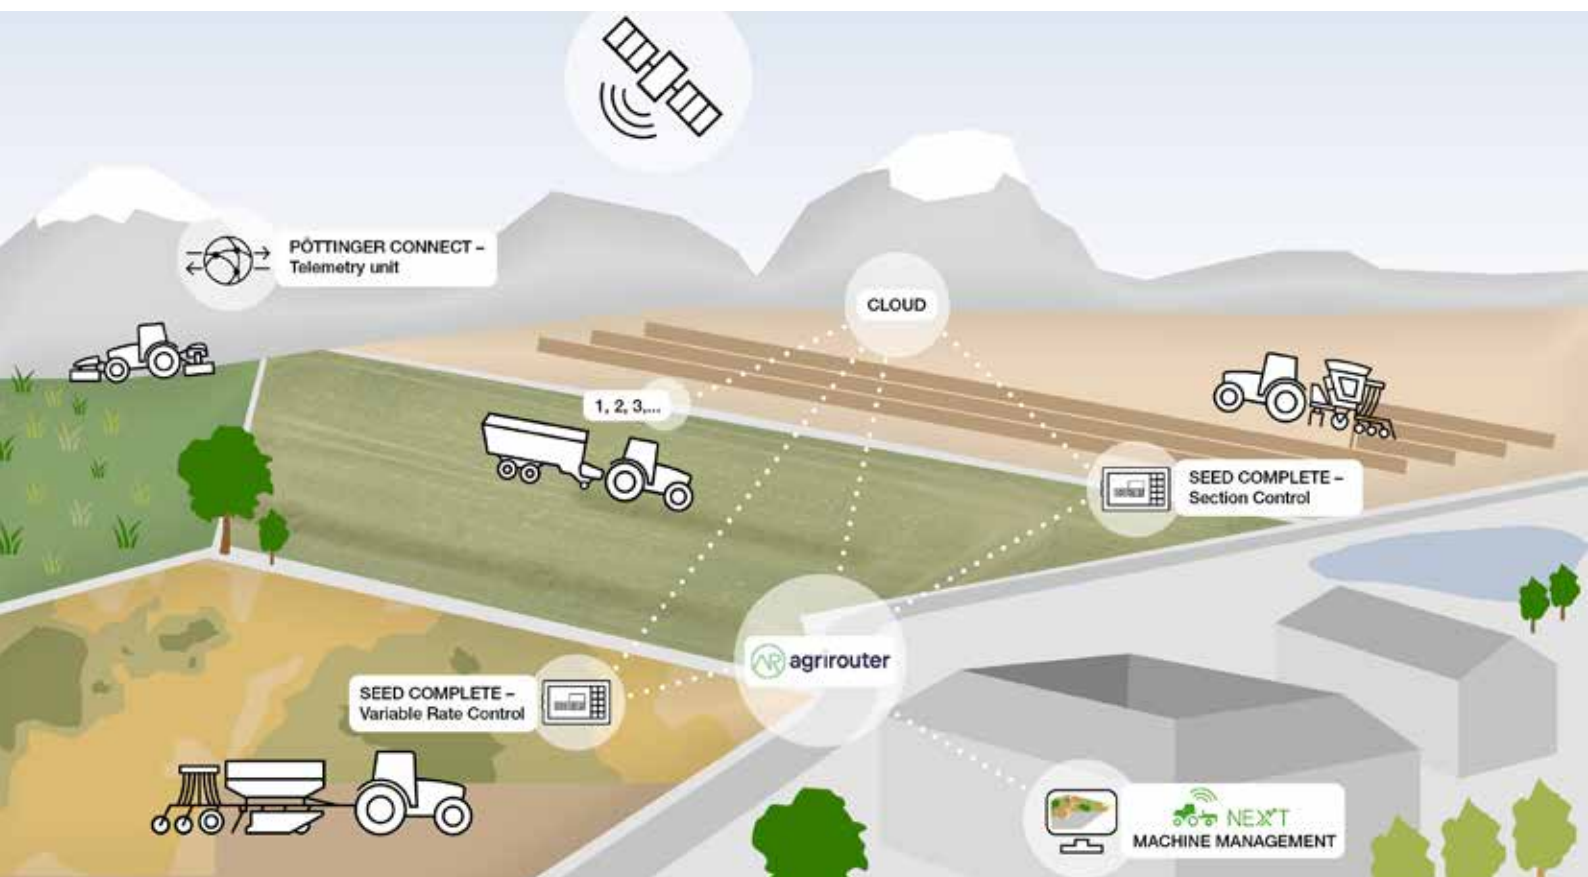 PÖTTINGER CONNECT –
Telemetry unit
CLOUD
1, 2, 3,...
SEED COMPLETE –
Section Control
agrirouter
SEED COMPLETE –
Variable Rate Control
NEXT
MACHINE MANAGEMENT